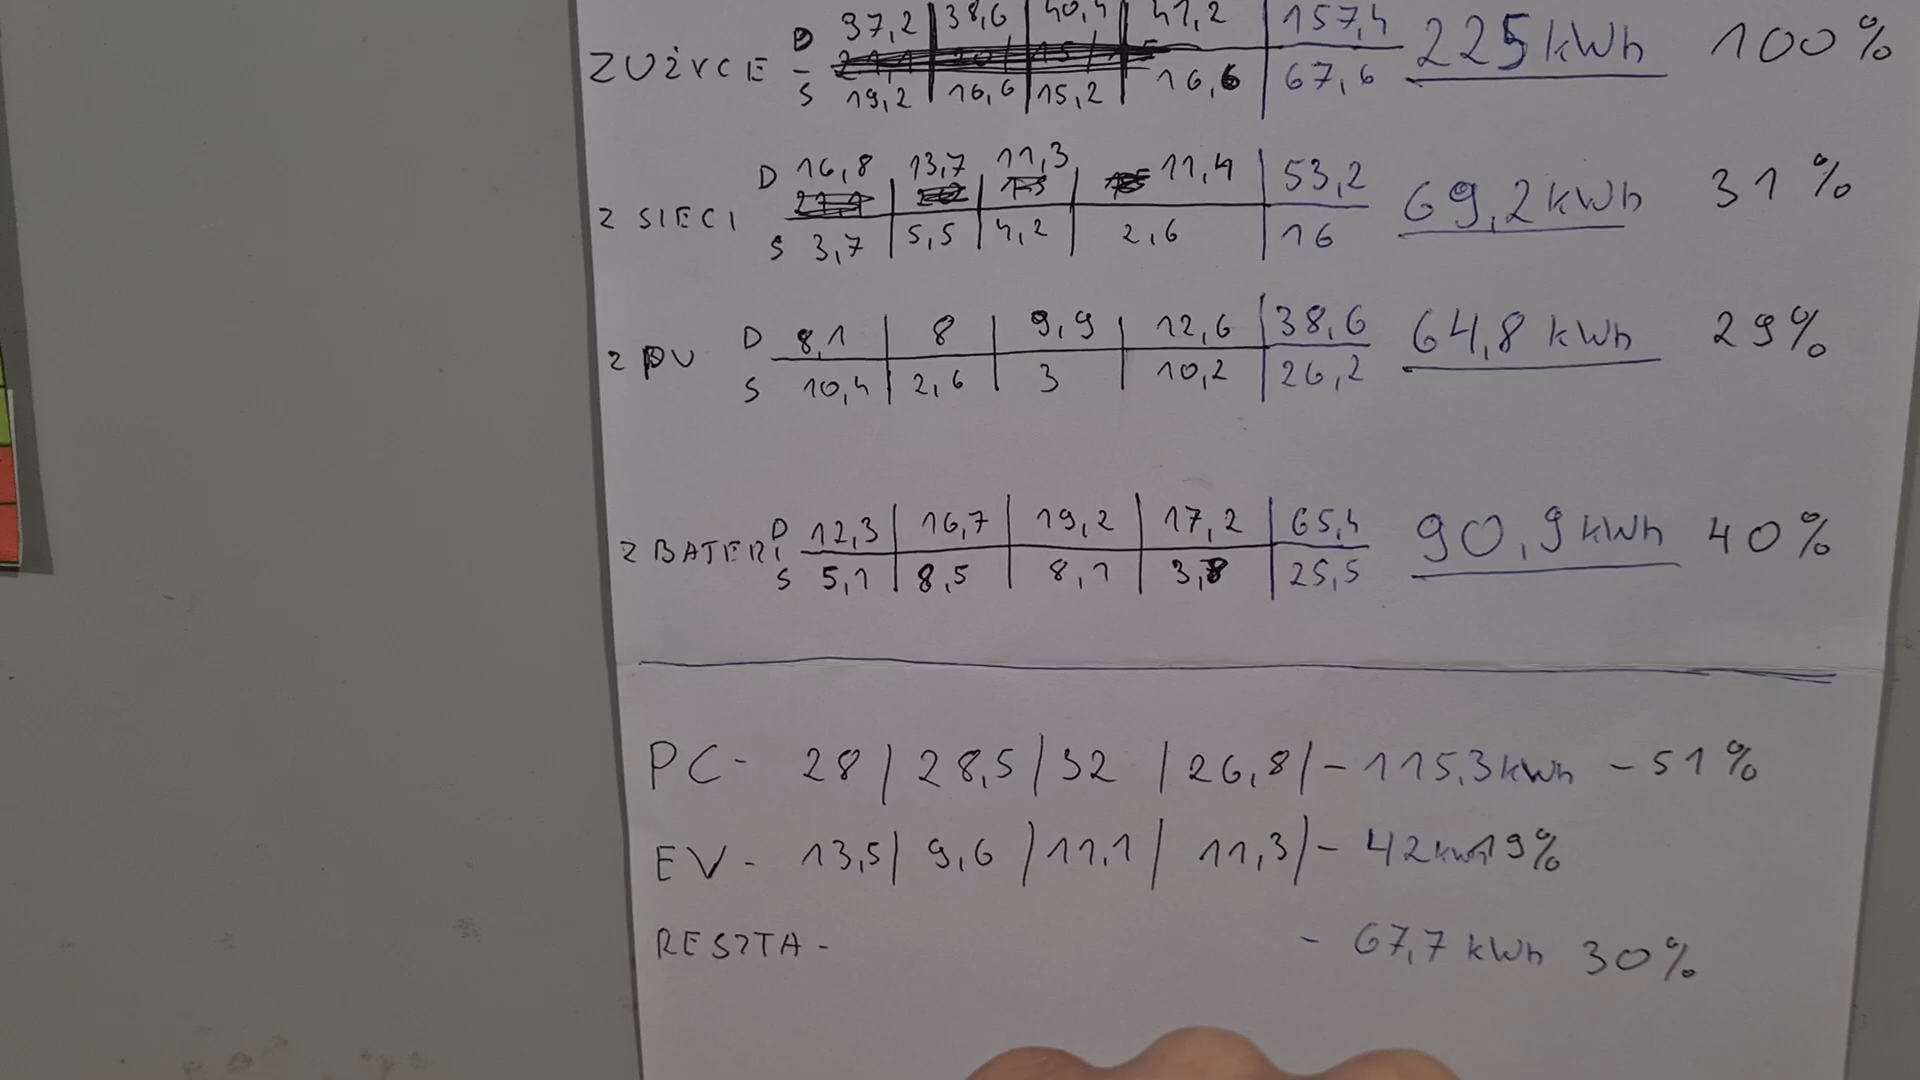 D 37,2 | 38,6 | 40,4 | 41,2 | 157,4
ZUŻYCE - 225 kWh 100%
S 19,2 | 16,6 | 15,2 | 16,6 | 67,6
D 16,8 | 13,7 | 11,3 | 11,4 | 53,2
Z SIECI 69,2 kWh 31%
S 3,7 | 5,5 | 4,2 | 2,6 | 16
D 8,1 | 8 | 9,9 | 12,6 | 38,6
Z PV 64,8 kWh 29%
S 10,4 | 2,6 | 3 | 10,2 | 26,2
D 12,3 | 16,7 | 19,2 | 17,2 | 65,4
Z BATERI 90,9 kWh 40%
S 5,1 | 8,5 | 8,1 | 3,8 | 25,5
PC - 28 | 28,5 | 32 | 26,8 | - 115,3 kWh - 51%
EV - 13,5 | 9,6 | 11,1 | 11,3 | - 42 kWh 19%
RESZTA - - 67,7 kWh 30%